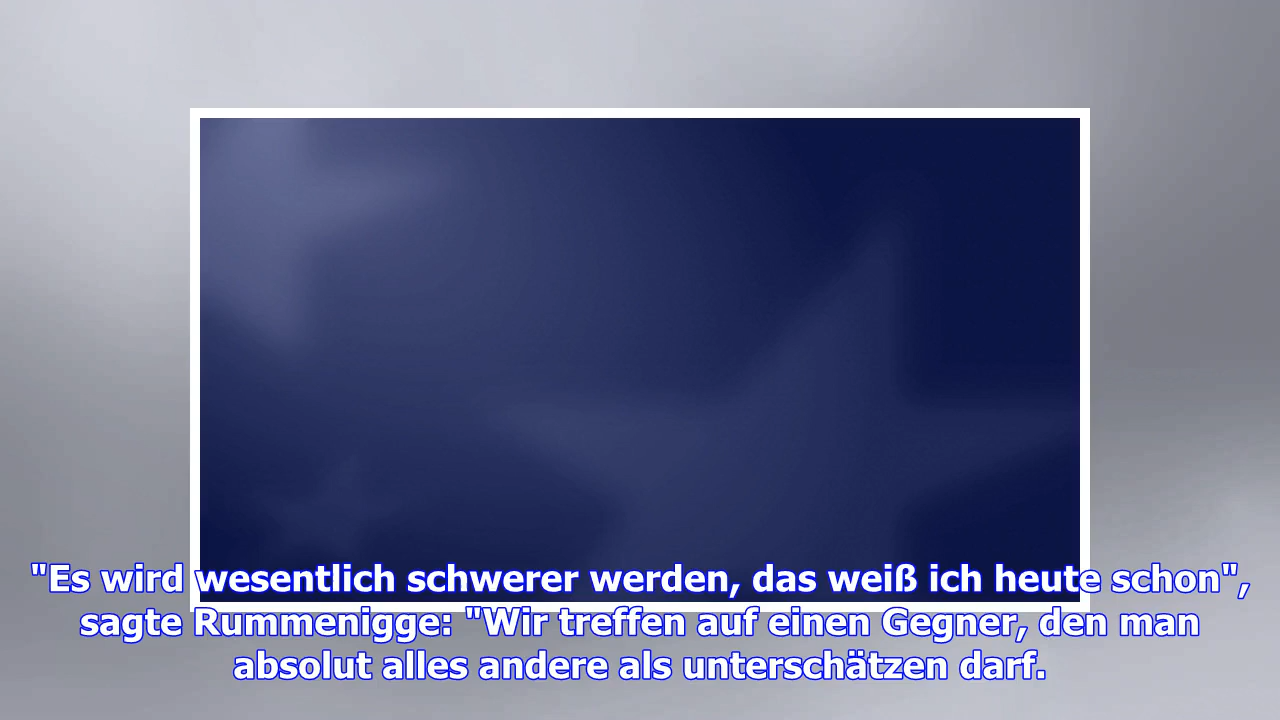 "Es wird wesentlich schwerer werden, das weiß ich heute schon",
sagte Rummenigge: "Wir treffen auf einen Gegner, den man
absolut alles andere als unterschätzen darf.